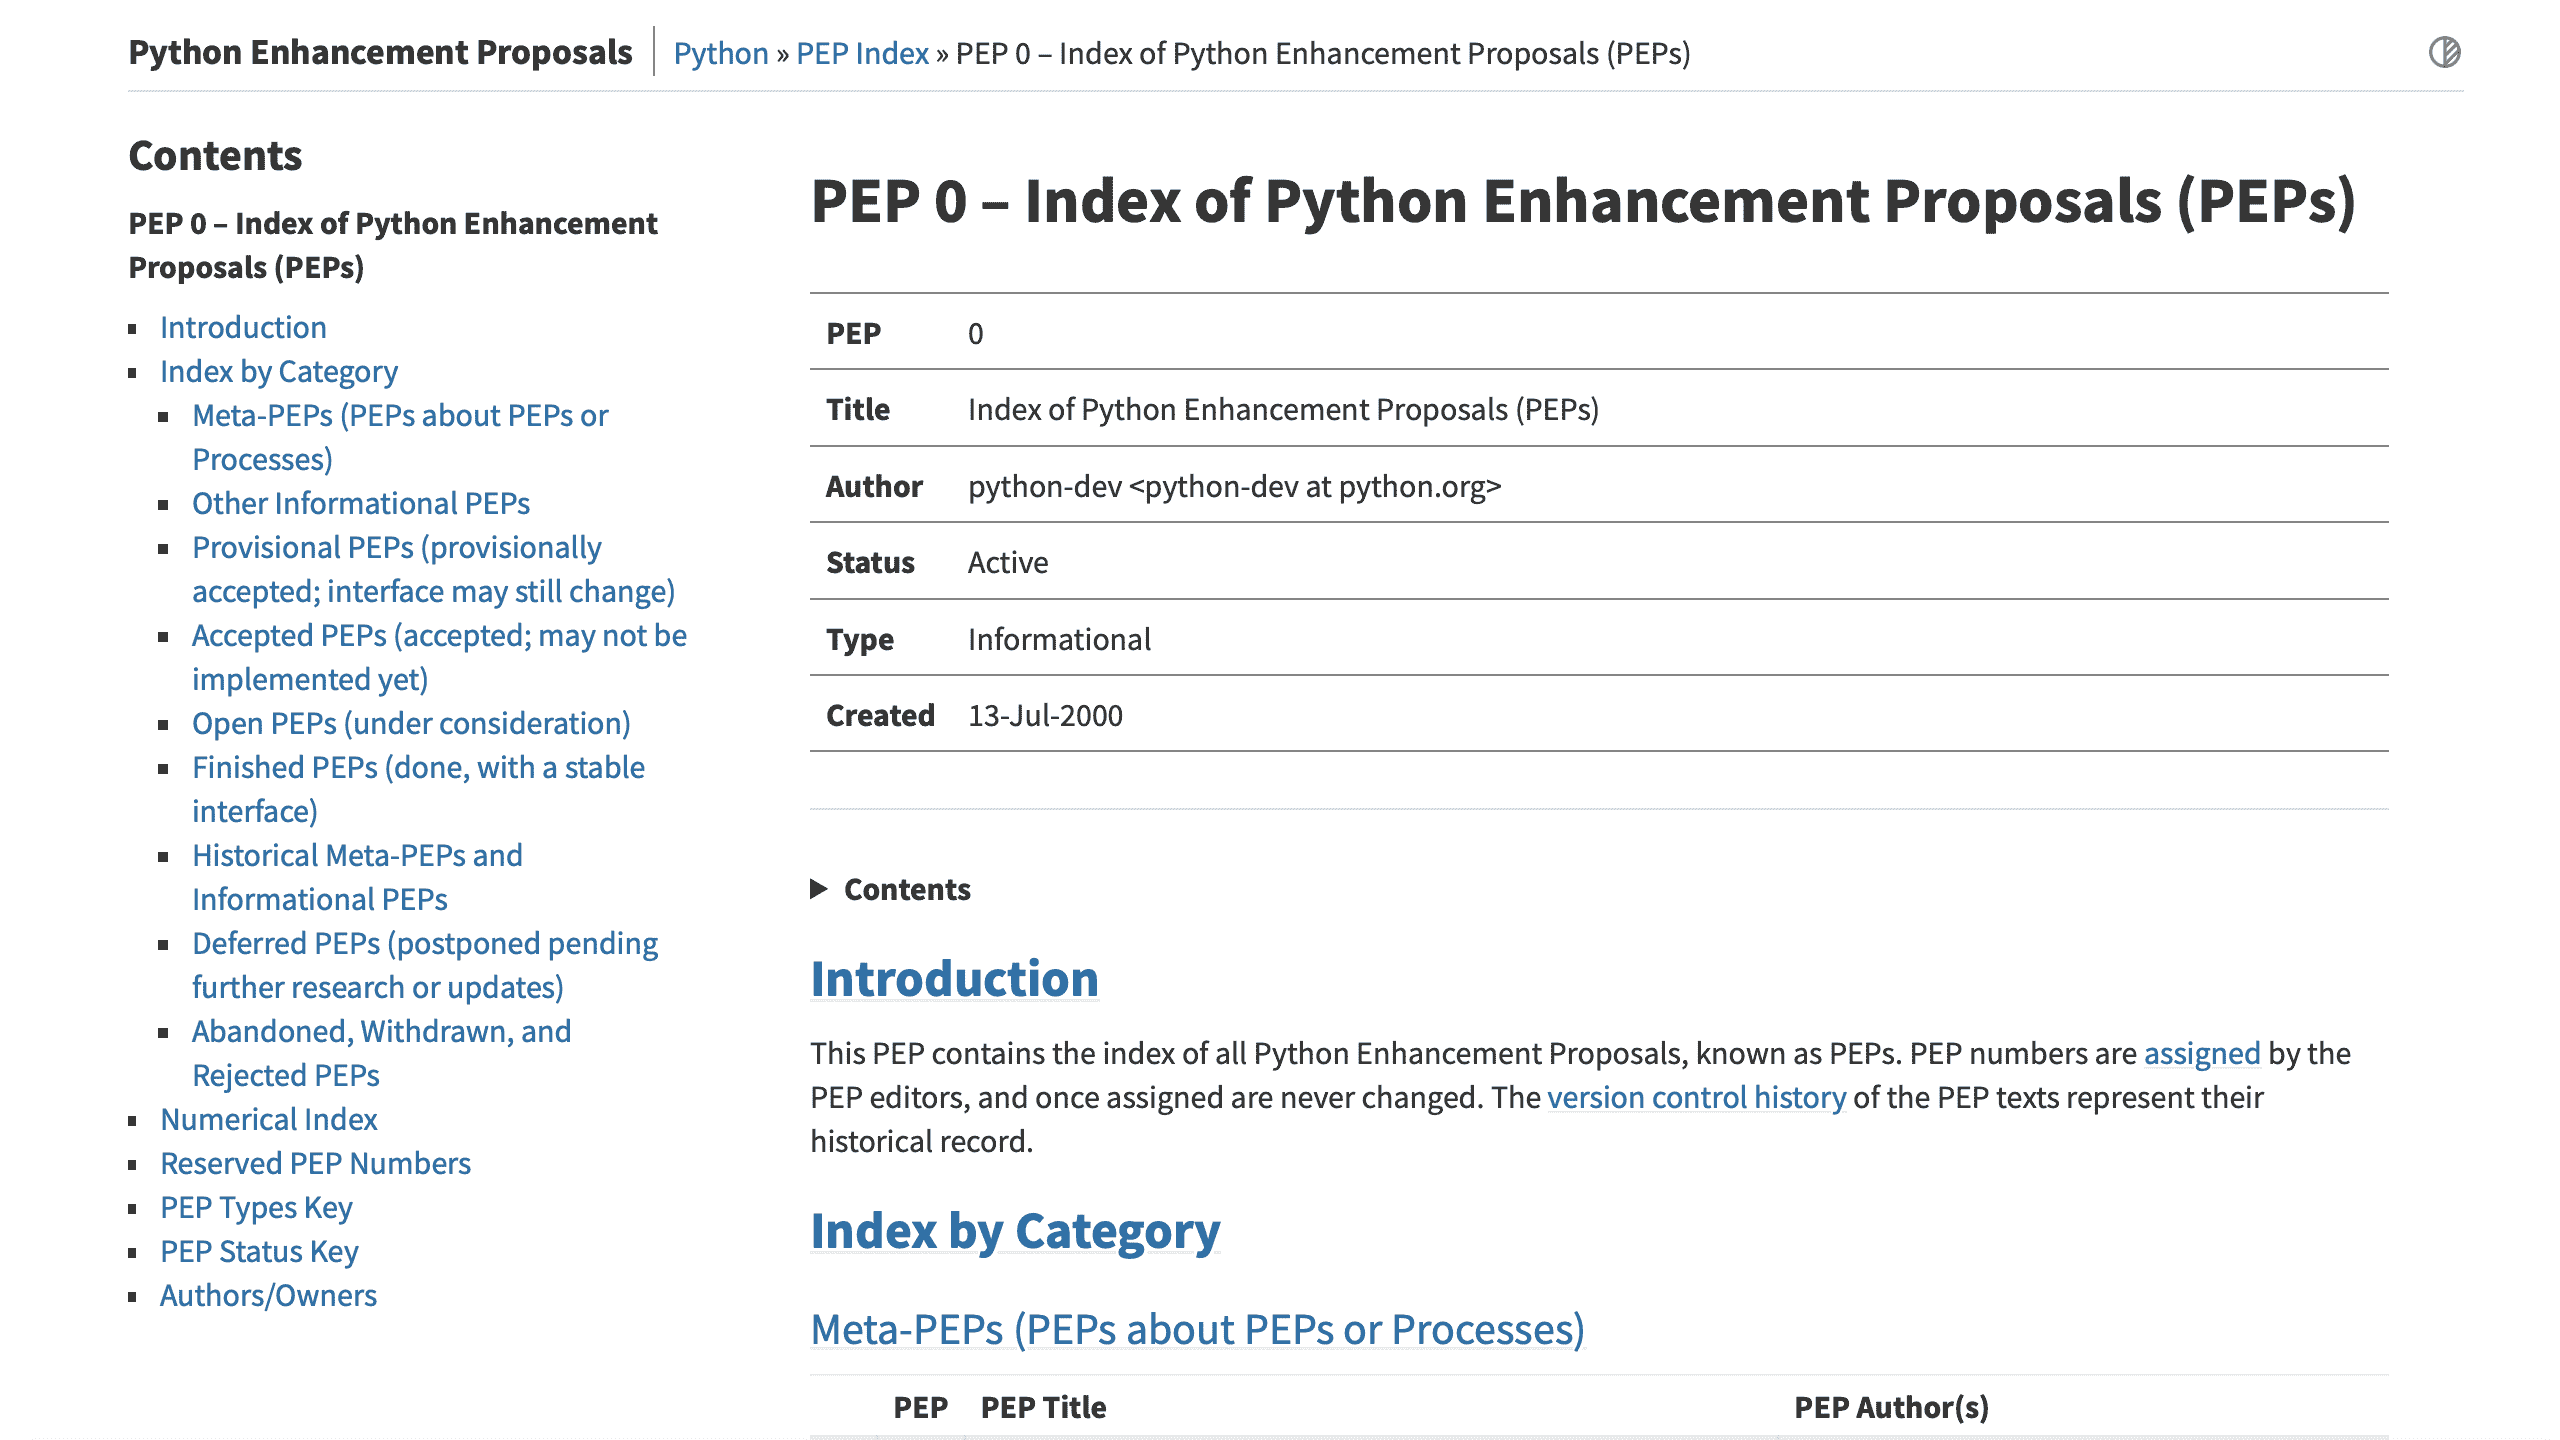 Python Enhancement Proposals
Python » PEP Index » PEP 0 – Index of Python Enhancement Proposals (PEPs)
Contents
PEP 0 – Index of Python Enhancement
Proposals (PEPs)
Introduction
Index by Category
Meta-PEPs (PEPs about PEPs or
Processes)
Other Informational PEPs
Provisional PEPs (provisionally
accepted; interface may still change)
Accepted PEPs (accepted; may not be
implemented yet)
Open PEPs (under consideration)
Finished PEPs (done, with a stable
interface)
Historical Meta-PEPs and
Informational PEPs
Deferred PEPs (postponed pending
further research or updates)
Abandoned, Withdrawn, and
Rejected PEPs
Numerical Index
Reserved PEP Numbers
PEP Types Key
PEP Status Key
Authors/Owners
PEP 0 – Index of Python Enhancement Proposals (PEPs)
PEP 0
Title Index of Python Enhancement Proposals (PEPs)
Author python-dev <python-dev at python.org>
Status Active
Type Informational
Created 13-Jul-2000
Contents
Introduction
This PEP contains the index of all Python Enhancement Proposals, known as PEPs. PEP numbers are assigned by the
PEP editors, and once assigned are never changed. The version control history of the PEP texts represent their
historical record.
Index by Category
Meta-PEPs (PEPs about PEPs or Processes)
PEP PEP Title PEP Author(s)